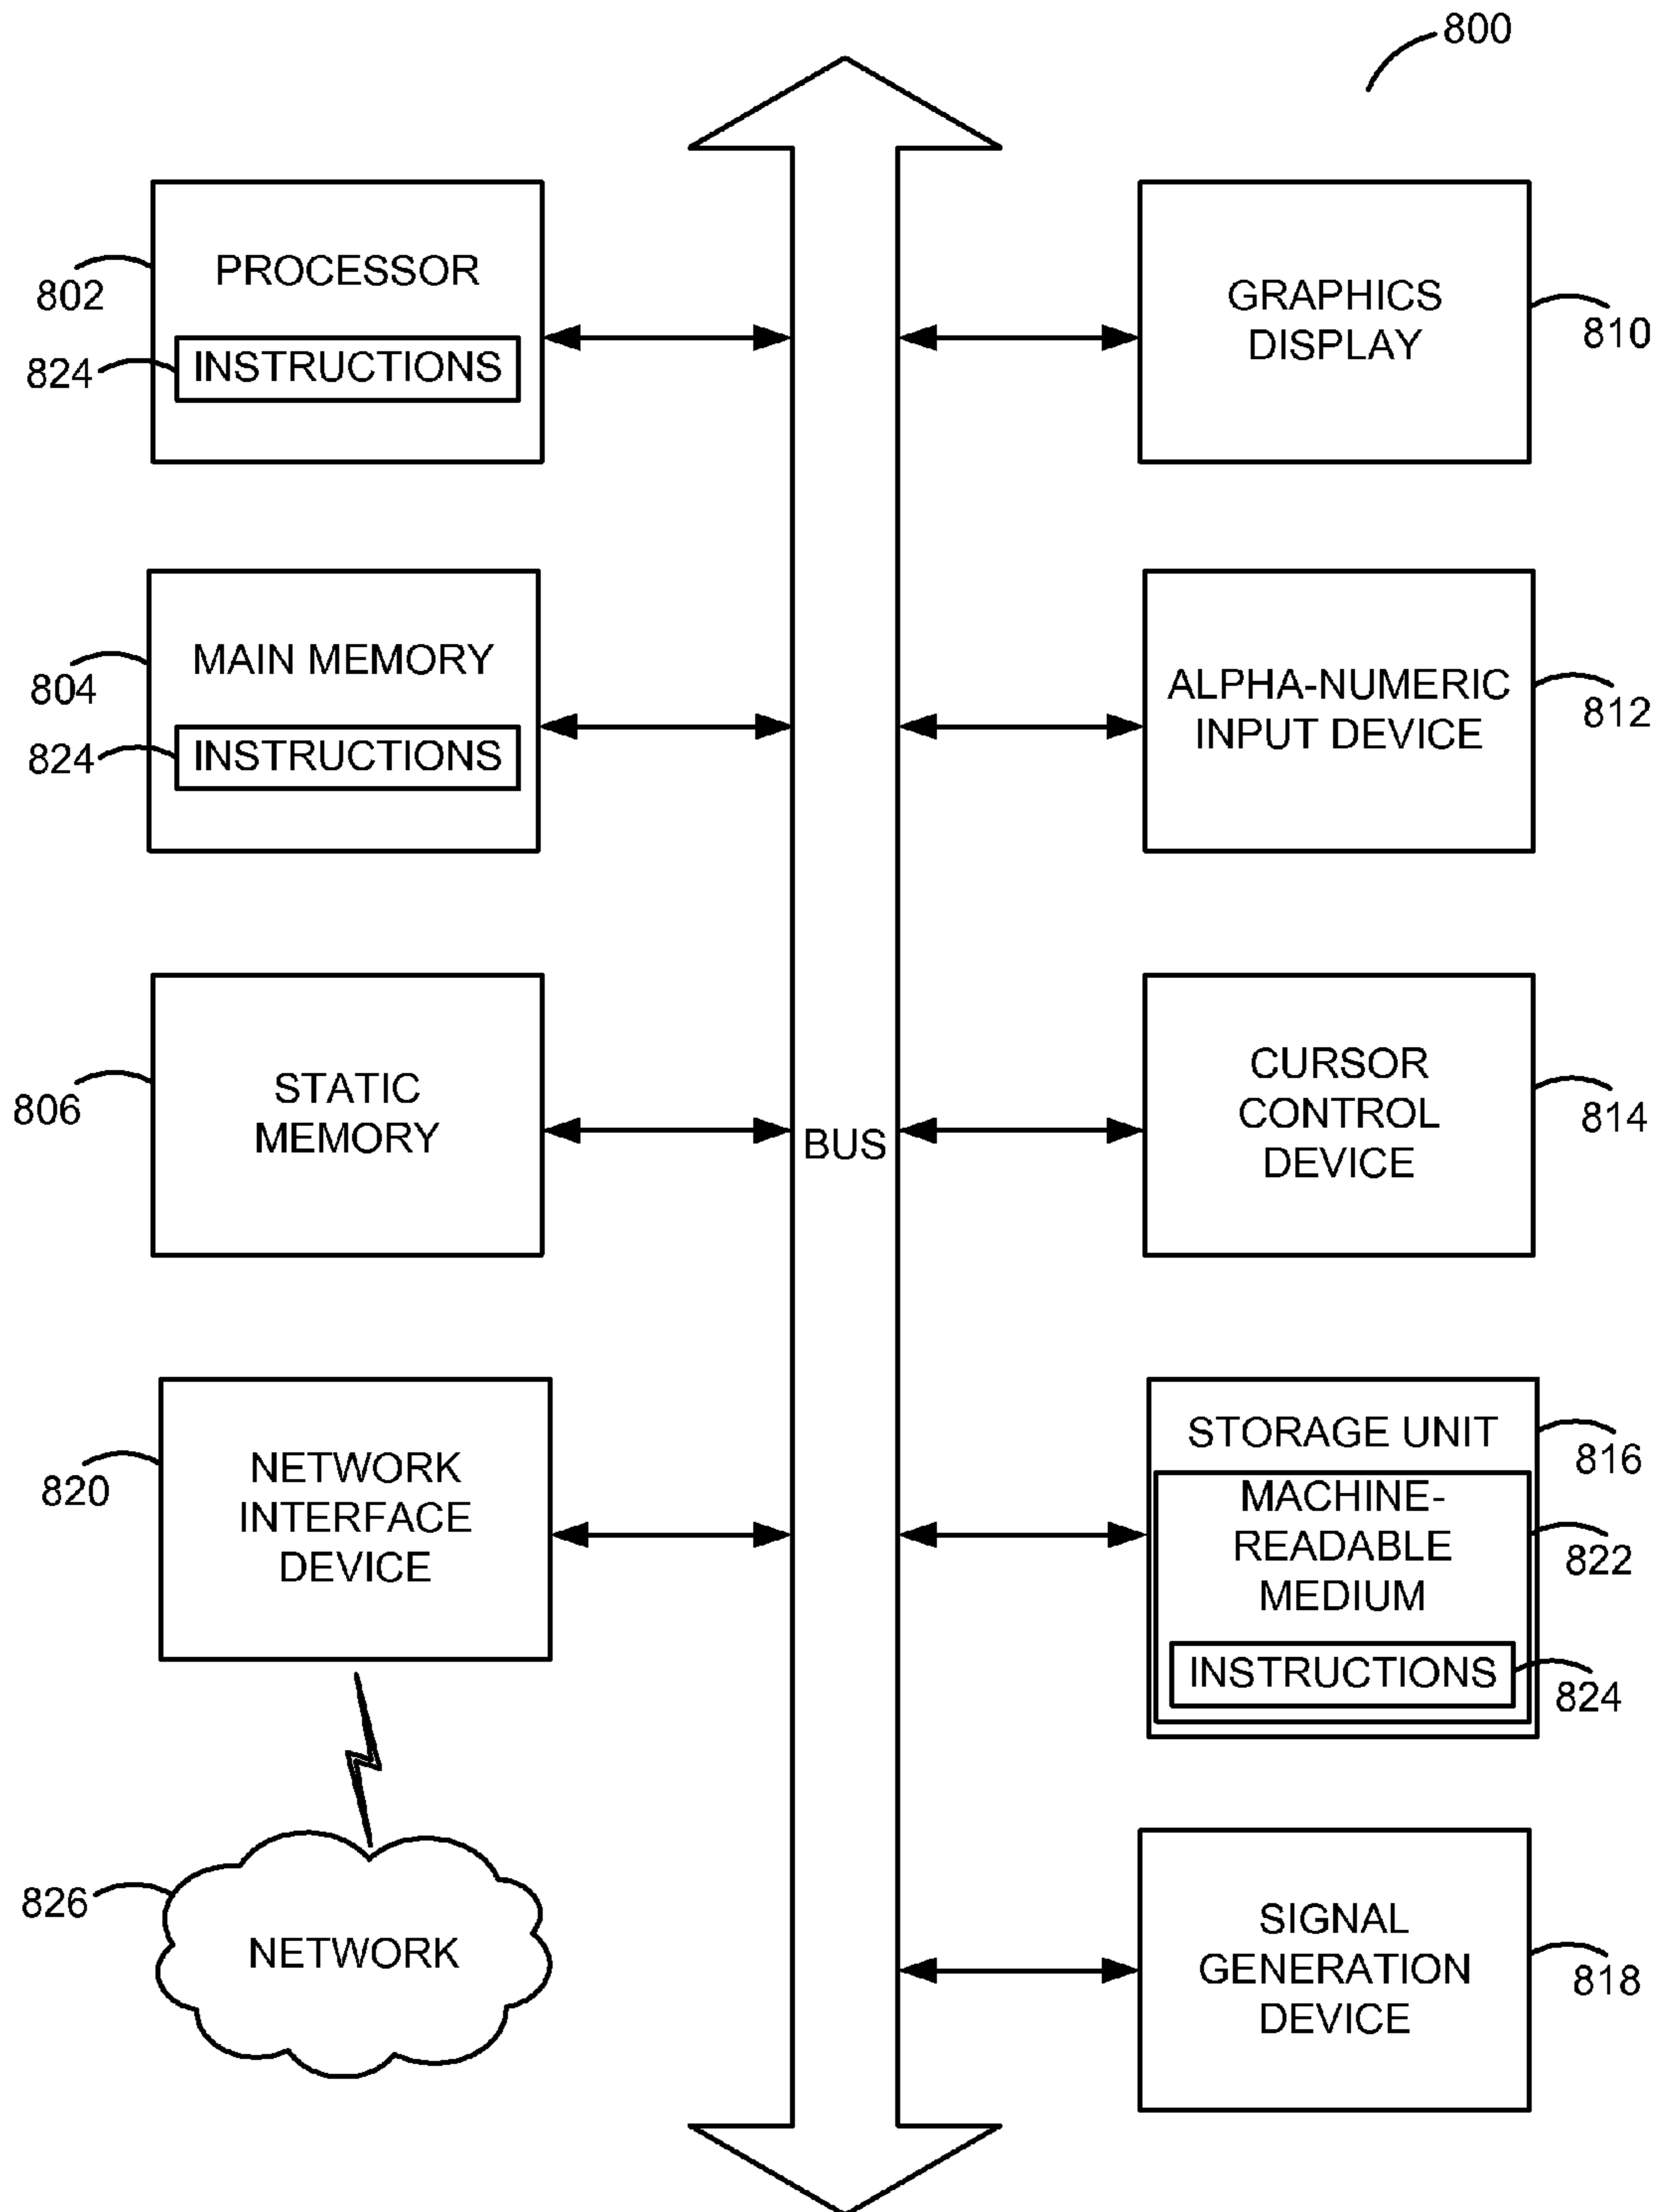 800
PROCESSOR
802
824
INSTRUCTIONS
GRAPHICS
DISPLAY
810
MAIN MEMORY
804
824
INSTRUCTIONS
ALPHA-NUMERIC
INPUT DEVICE
812
STATIC
MEMORY
806
BUS
CURSOR
CONTROL
DEVICE
814
NETWORK
INTERFACE
DEVICE
820
STORAGE UNIT
816
MACHINE-
READABLE
MEDIUM
822
INSTRUCTIONS
824
826
NETWORK
SIGNAL
GENERATION
DEVICE
818